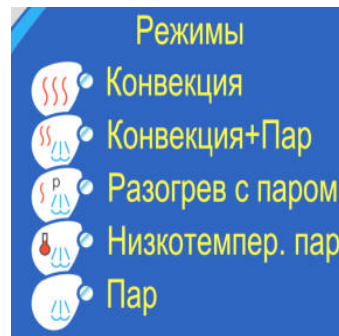 Режимы
Конвекция
Конвекция+Пар
P Разогрев с паром
Низкотемпер. пар
Пар